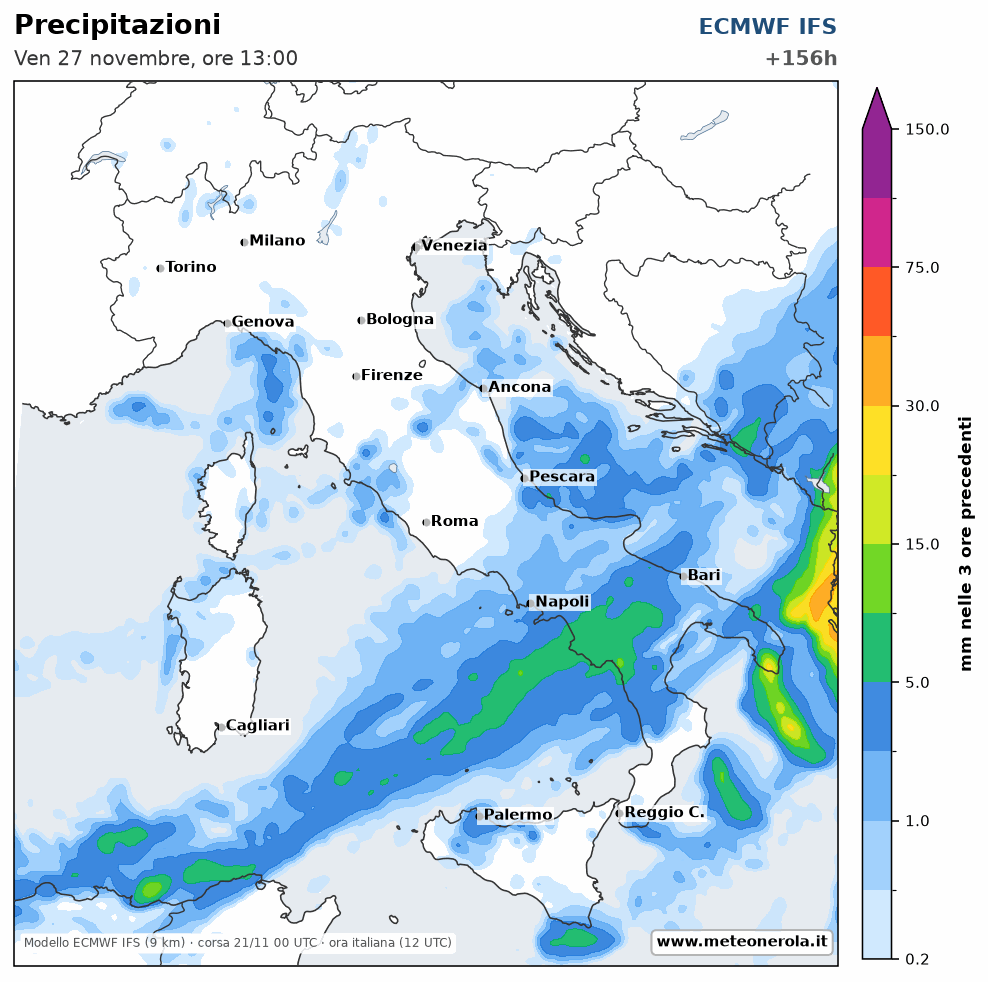 Precipitazioni
ECMWF IFS
Ven 27 novembre, ore 13:00
+156h
Milano
Venezia
Torino
Genova
Bologna
Firenze
Ancona
Pescara
Roma
Bari
Napoli
Cagliari
Palermo
Reggio C.
150.0
75.0
30.0
15.0
5.0
1.0
0.2
mm nelle 3 ore precedenti
Modello ECMWF IFS (9 km) · corsa 21/11 00 UTC · ora italiana (12 UTC)
www.meteonerola.it